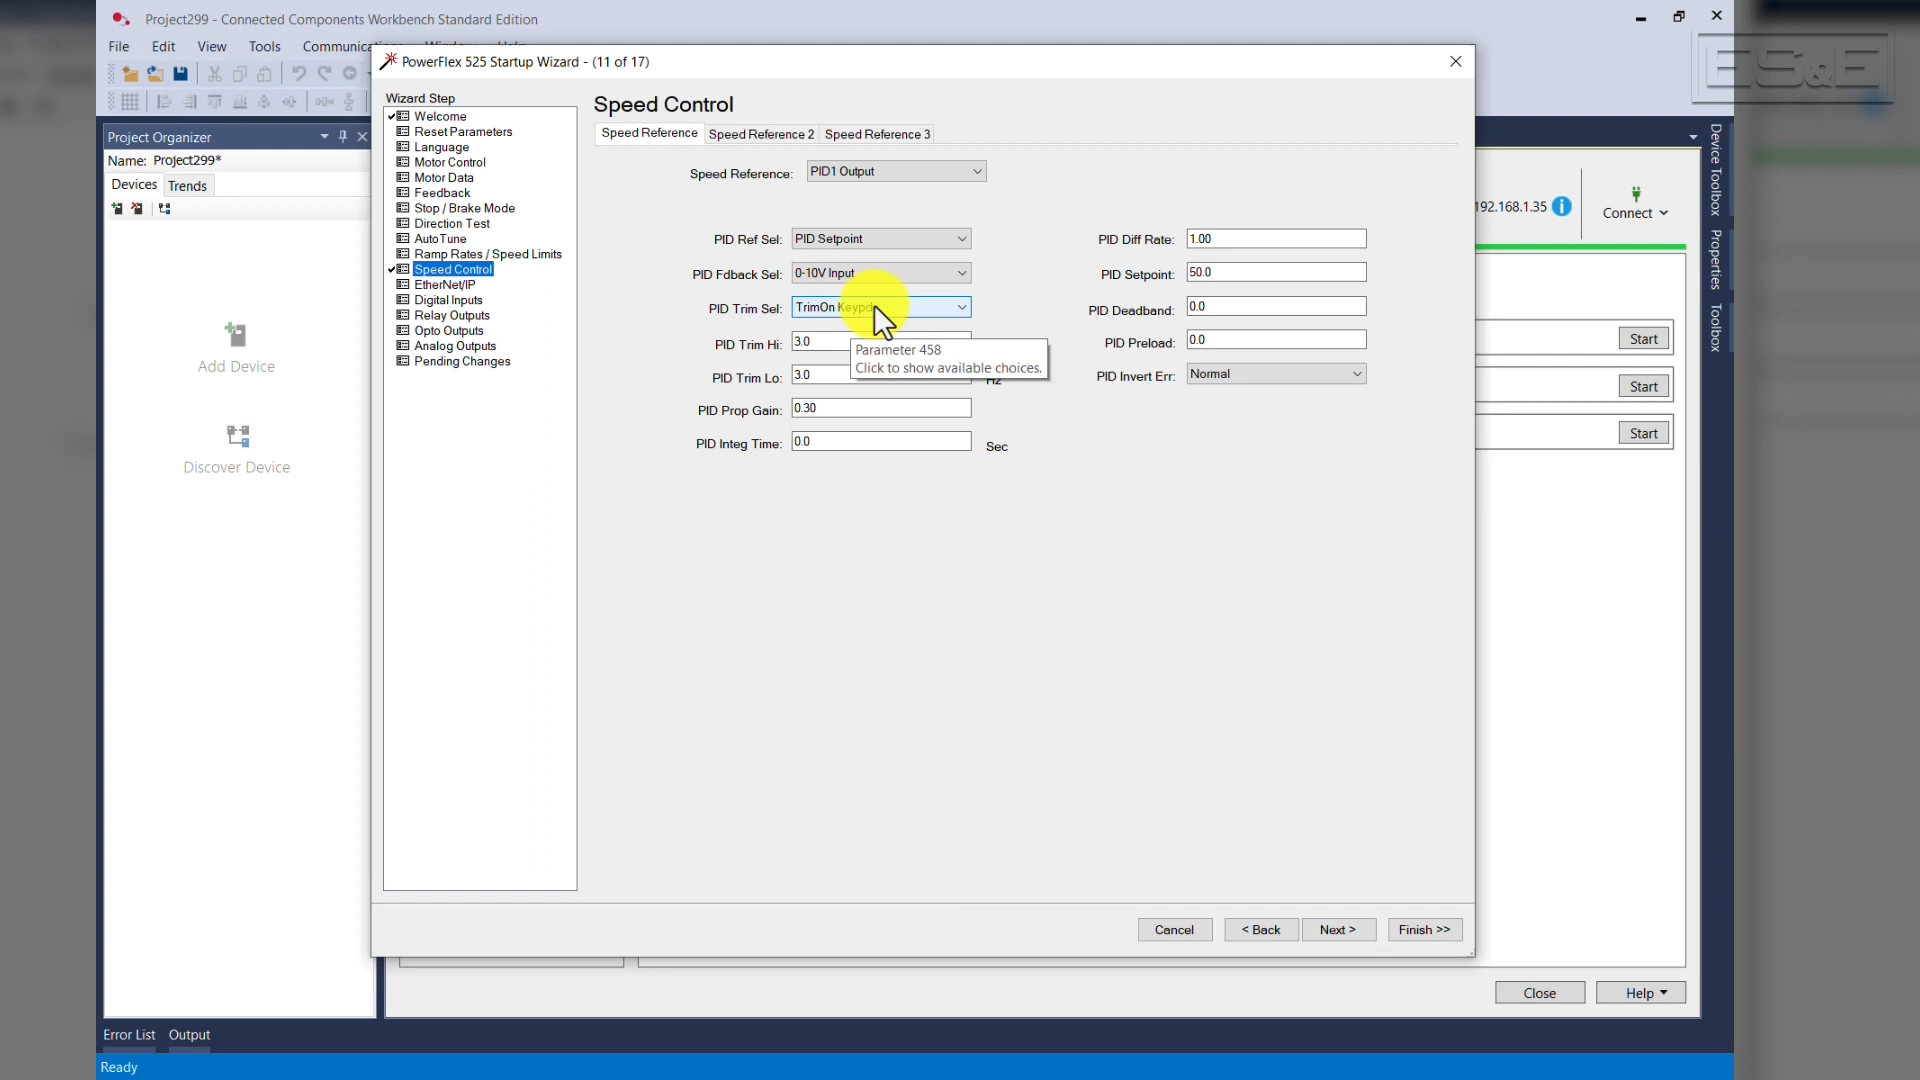 Project299 - Connected Components Workbench Standard Edition
File Edit View Tools
PowerFlex 525 Startup Wizard - (11 of 17)
ES&E
Project Organizer
Name: Project299*
Devices Trends
Add Device
Discover Device
Wizard Step
Welcome
Reset Parameters
Language
Motor Control
Motor Data
Feedback
Stop / Brake Mode
Direction Test
AutoTune
Ramp Rates / Speed Limits
Speed Control
EtherNet/IP
Digital Inputs
Relay Outputs
Opto Outputs
Analog Outputs
Pending Changes
Speed Control
Speed Reference Speed Reference 2 Speed Reference 3
Speed Reference: PID1 Output
PID Ref Sel: PID Setpoint
PID Fdback Sel: 0-10V Input
PID Trim Sel: TrimOn Keypd
PID Trim Hi: 3.0
PID Trim Lo: 3.0 Hz
PID Prop Gain: 0.30
PID Integ Time: 0.0 Sec
Parameter 458
Click to show available choices.
PID Diff Rate: 1.00
PID Setpoint: 50.0
PID Deadband: 0.0
PID Preload: 0.0
PID Invert Err: Normal
Cancel < Back Next > Finish >>
192.168.1.35
Connect
Start
Start
Start
Device Toolbox
Properties
Toolbox
Close Help
Error List Output
Ready